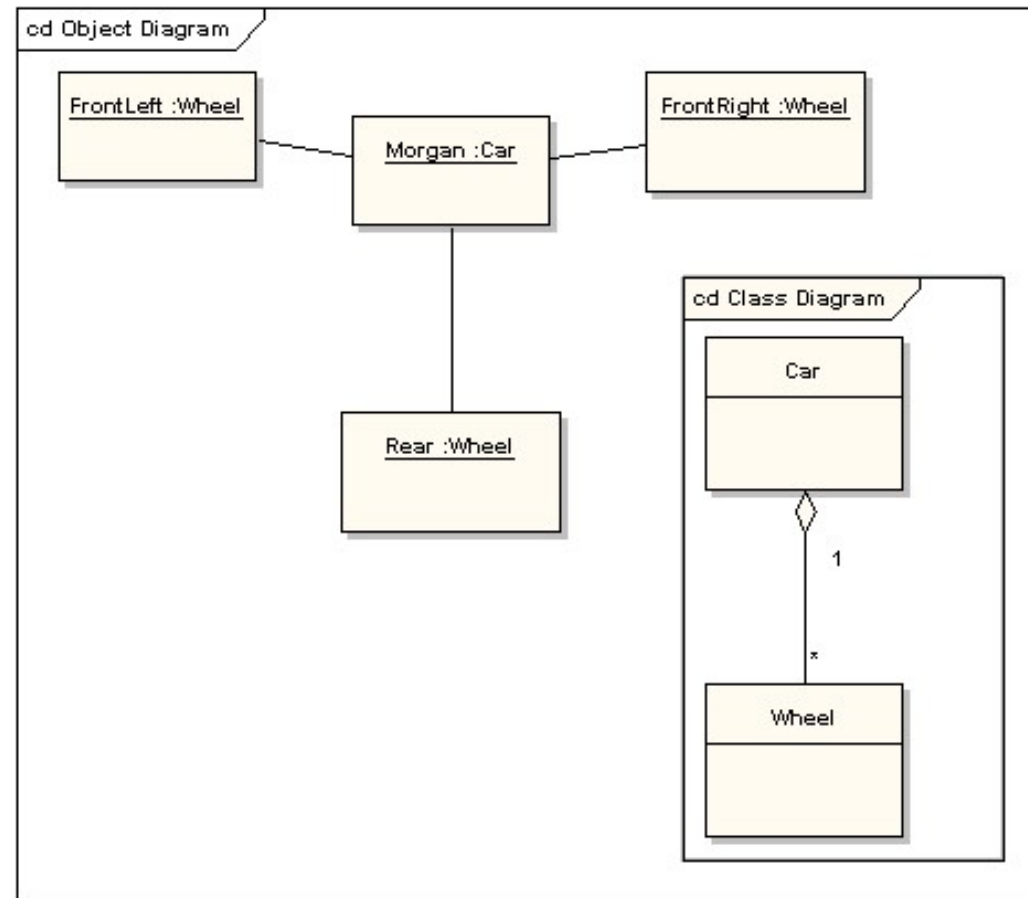 cd Object Diagram
FrontLeft :Wheel
Morgan :Car
FrontRight :Wheel
Rear :Wheel
cd Class Diagram
Car
1
*
Wheel